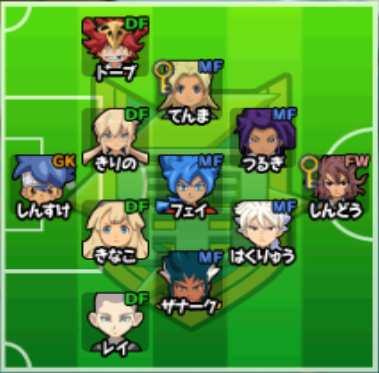 DF
トーブ
MF
てんま
DF
きりの
MF
つるぎ
GK
しんすけ
MF
フェイ
FW
しんどう
DF
きなこ
MF
はくりゅう
MF
ザナーク
DF
レイ